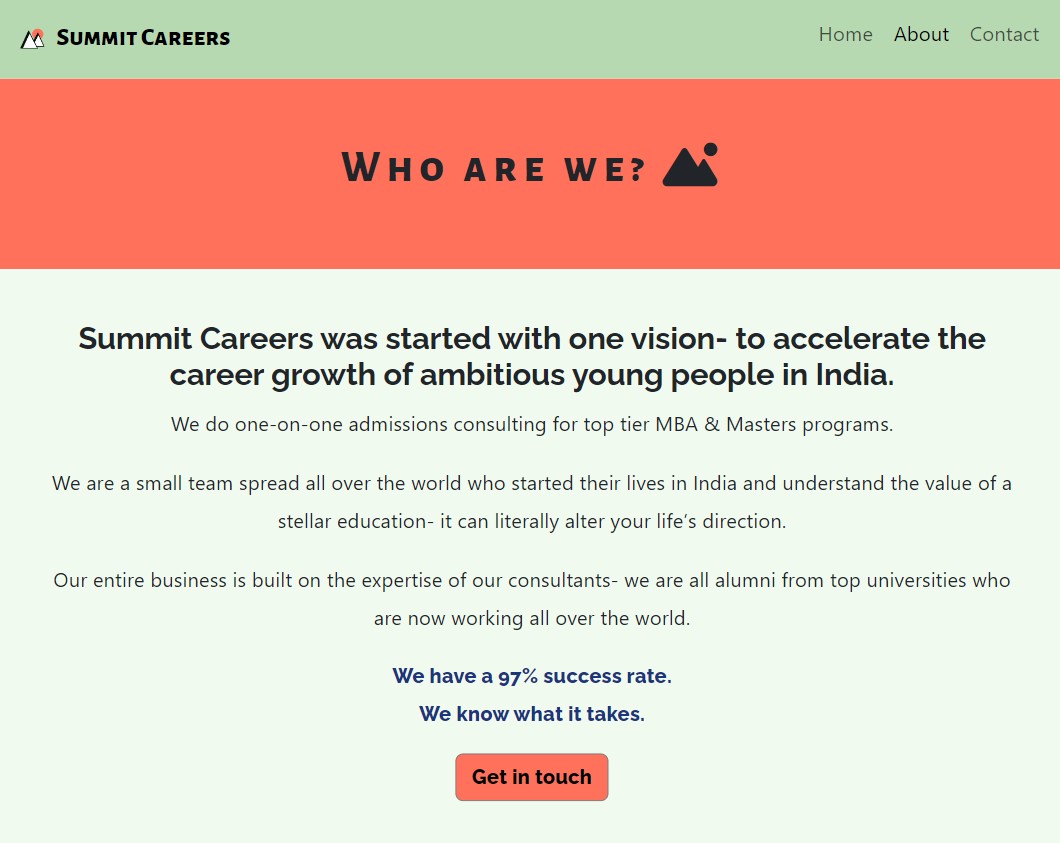 Summit Careers
Home About Contact
Who are we?
Summit Careers was started with one vision- to accelerate the
career growth of ambitious young people in India.
We do one-on-one admissions consulting for top tier MBA & Masters programs.
We are a small team spread all over the world who started their lives in India and understand the value of a
stellar education- it can literally alter your life’s direction.
Our entire business is built on the expertise of our consultants- we are all alumni from top universities who
are now working all over the world.
We have a 97% success rate.
We know what it takes.
Get in touch